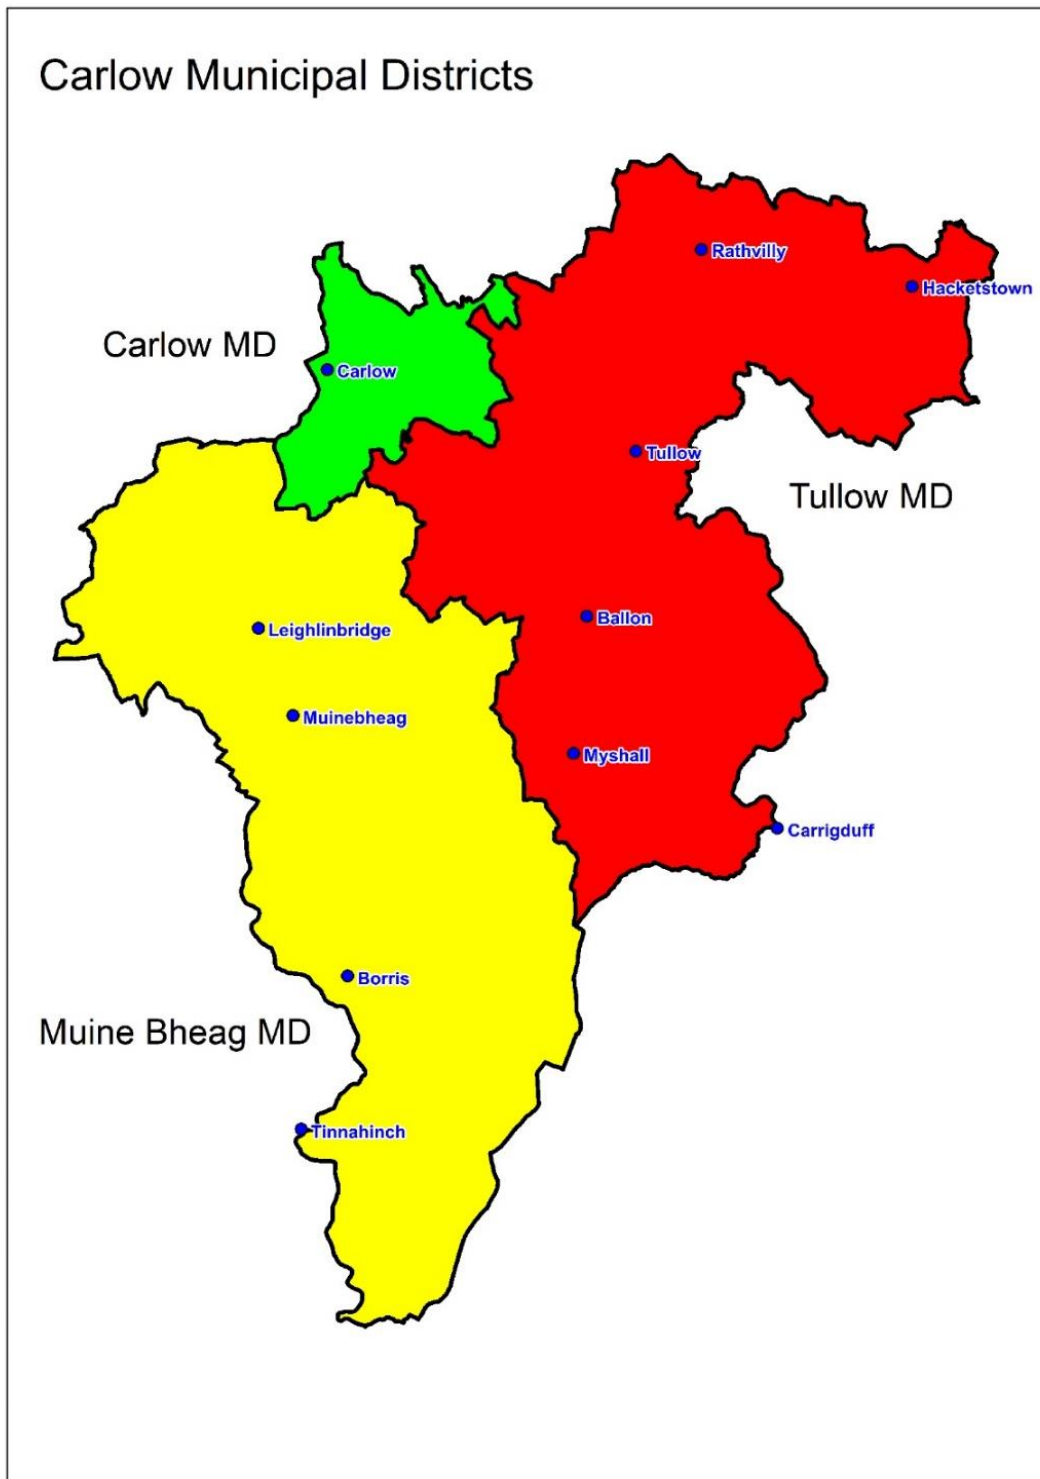 Carlow Municipal Districts
Rathvilly
Hacketstown
Carlow MD
Carlow
Tullow
Tullow MD
Ballon
Leighlinbridge
Muinebheag
Myshall
Carrigduff
Borris
Muine Bheag MD
Tinnahinch